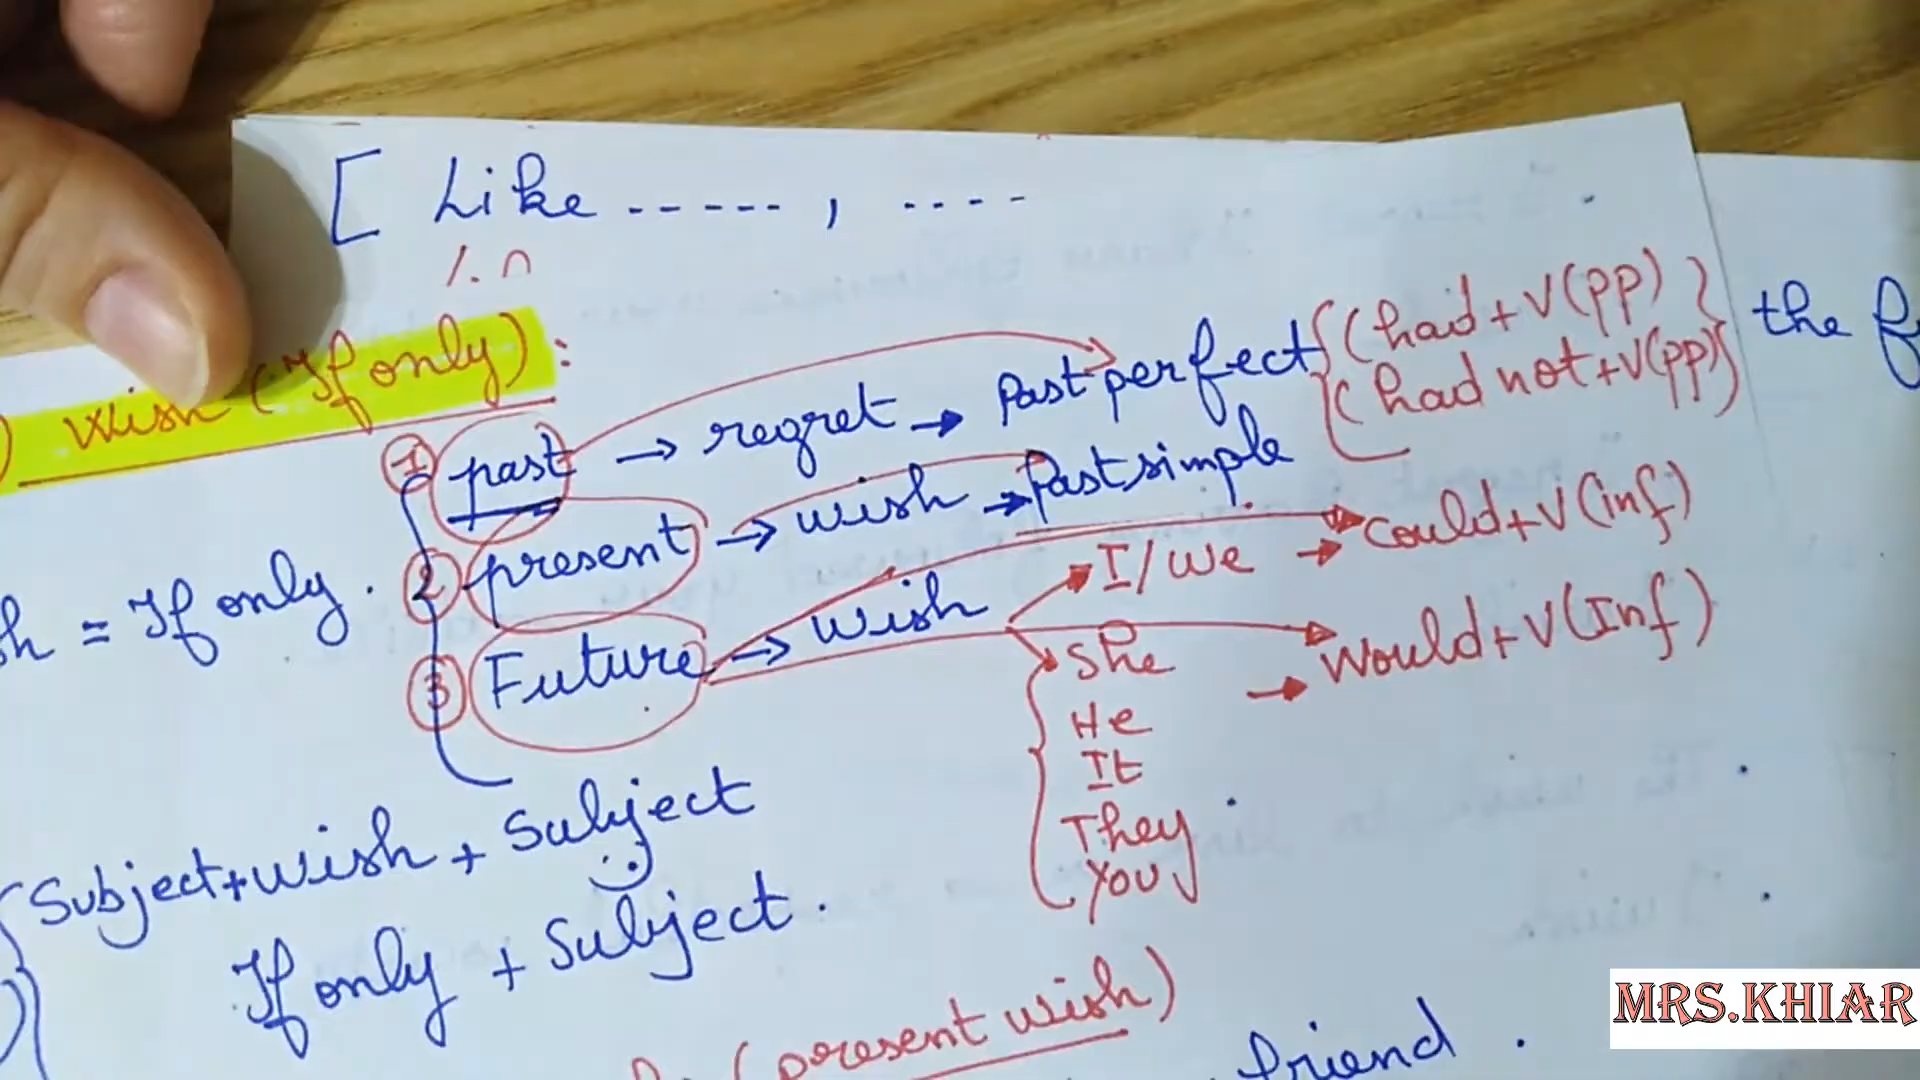 [ Like ------ , ----
) Wish (If only) :
① past → regret → Past perfect { (had + V(pp) }
(had not + V(pp)) the
② present → wish → Past simple
h = If only .
③ Future → wish → I/we → could + V(inf)
She → would + V(Inf)
He
It
They
You
Subject + wish + Subject
If only + Subject .
(present wish)
friend .
MRS.KHIAR